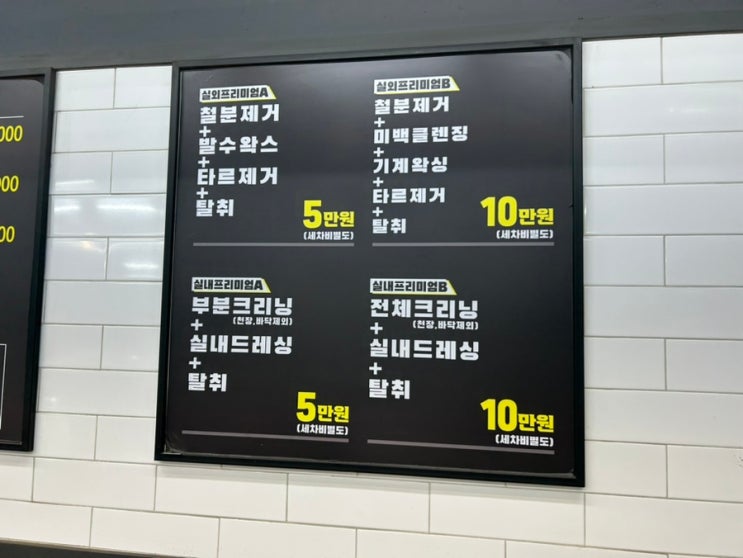 000
000
00
실외프리미엄A
철분제거
+
발수왁스
+
타르제거
+
탈취
5만원
(세차비별도)
실외프리미엄B
철분제거
+
미백클렌징
+
기계왁싱
+
타르제거
+
탈취
10만원
(세차비별도)
실내프리미엄A
부분크리닝
(천장,바닥제외)
+
실내드레싱
+
탈취
5만원
(세차비별도)
실내프리미엄B
전체크리닝
(천장,바닥제외)
+
실내드레싱
+
탈취
10만원
(세차비별도)